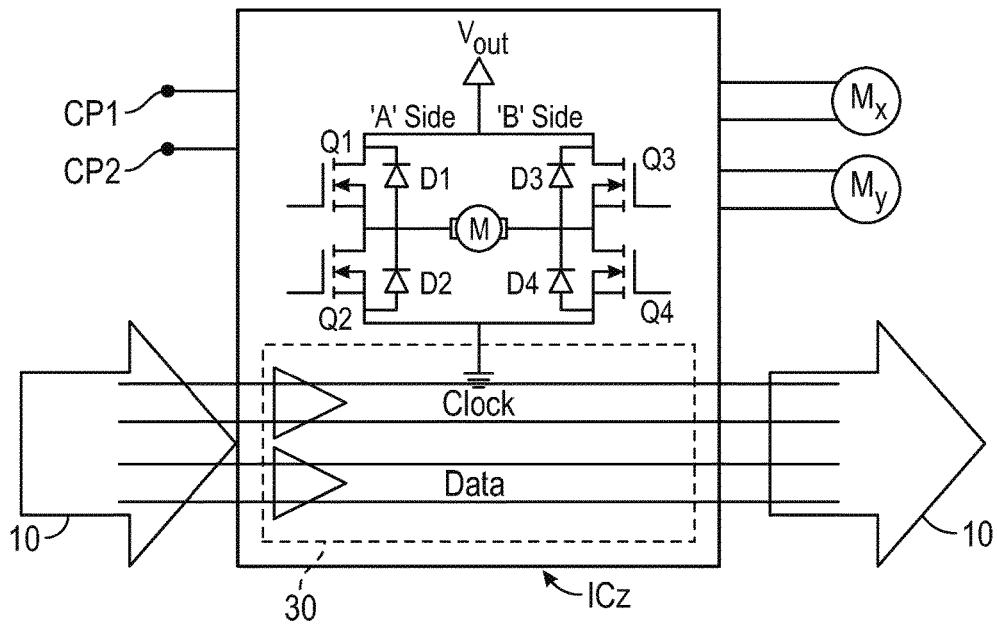 Vout
CP1
CP2
'A' Side 'B' Side
Q1
Q3
D1
D3
M
D2
D4
Q2
Q4
Mx
My
Clock
Data
10
10
30
ICz